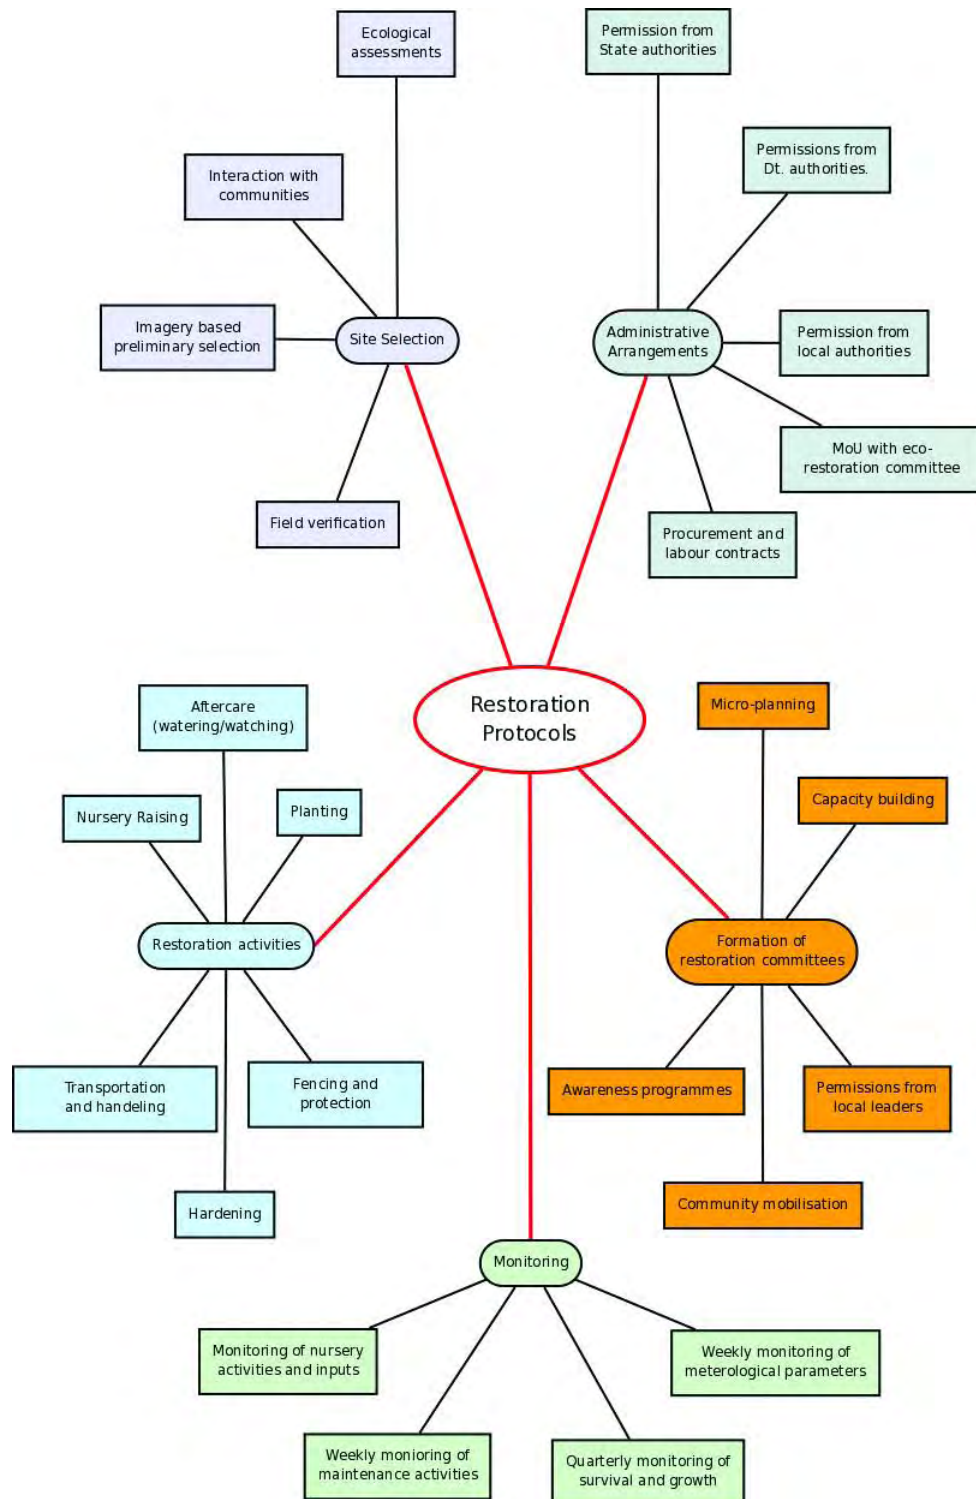 Ecological
assessments
Permission from
State authorities
Permissions from
Dt. authorities.
Interaction with
communities
Imagery based
preliminary selection
Site Selection
Administrative
Arrangements
Permission from
local authorities
MoU with eco-
restoration committee
Field verification
Procurement and
labour contracts
Restoration
Protocols
Aftercare
(watering/watching)
Micro-planning
Nursery Raising
Planting
Capacity building
Restoration activities
Formation of
restoration committees
Transportation
and handeling
Fencing and
protection
Awareness programmes
Permissions from
local leaders
Hardening
Community mobilisation
Monitoring
Monitoring of nursery
activities and inputs
Weekly monitoring of
meterological parameters
Weekly monioring of
maintenance activities
Quarterly monitoring of
survival and growth